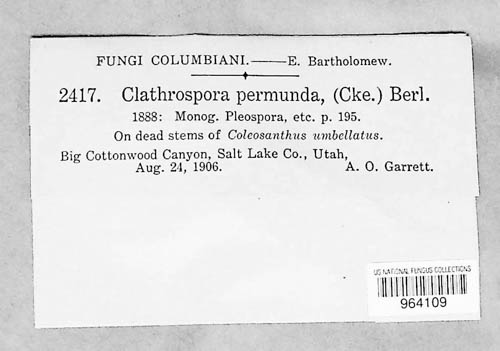 FUNGI COLUMBIANI.——E. Bartholomew.
2417. Clathrospora permunda, (Cke.) Berl.
1888: Monog. Pleospora, etc. p. 195.
On dead stems of Coleosanthus umbellatus.
Big Cottonwood Canyon, Salt Lake Co., Utah,
Aug. 24, 1906. A. O. Garrett.
US NATIONAL FUNGUS COLLECTIONS
964109